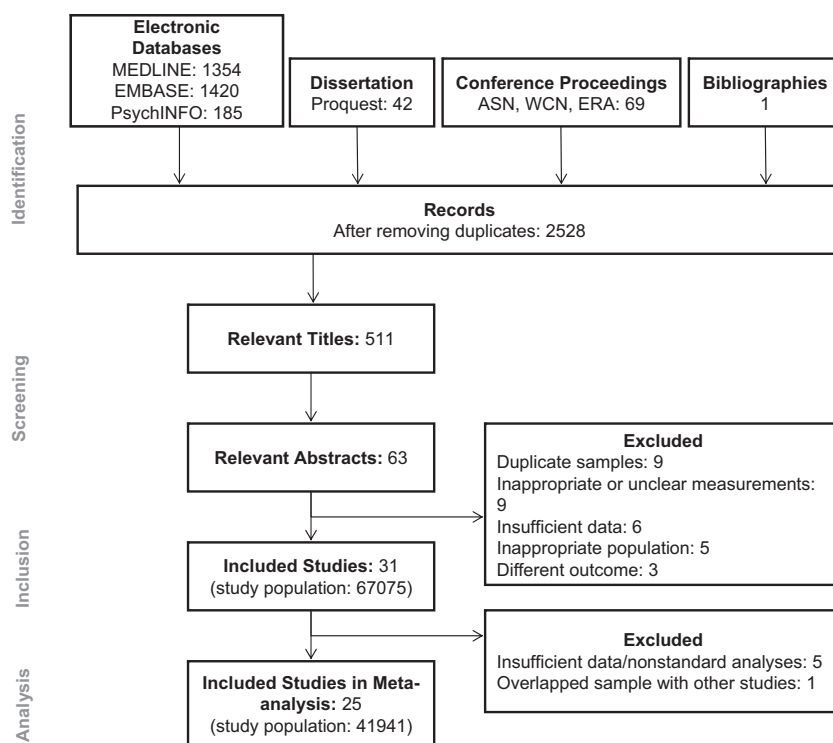 Electronic
Databases
MEDLINE: 1354
EMBASE: 1420
PsychINFO: 185
Dissertation
Proquest: 42
Conference Proceedings
ASN, WCN, ERA: 69
Bibliographies
1
Identification
Records
After removing duplicates: 2528
Relevant Titles: 511
Screening
Relevant Abstracts: 63
Excluded
Duplicate samples: 9
Inappropriate or unclear measurements:
9
Insufficient data: 6
Inappropriate population: 5
Different outcome: 3
Inclusion
Included Studies: 31
(study population: 67075)
Excluded
Insufficient data/nonstandard analyses: 5
Overlapped sample with other studies: 1
Analysis
Included Studies in Meta-
analysis: 25
(study population: 41941)